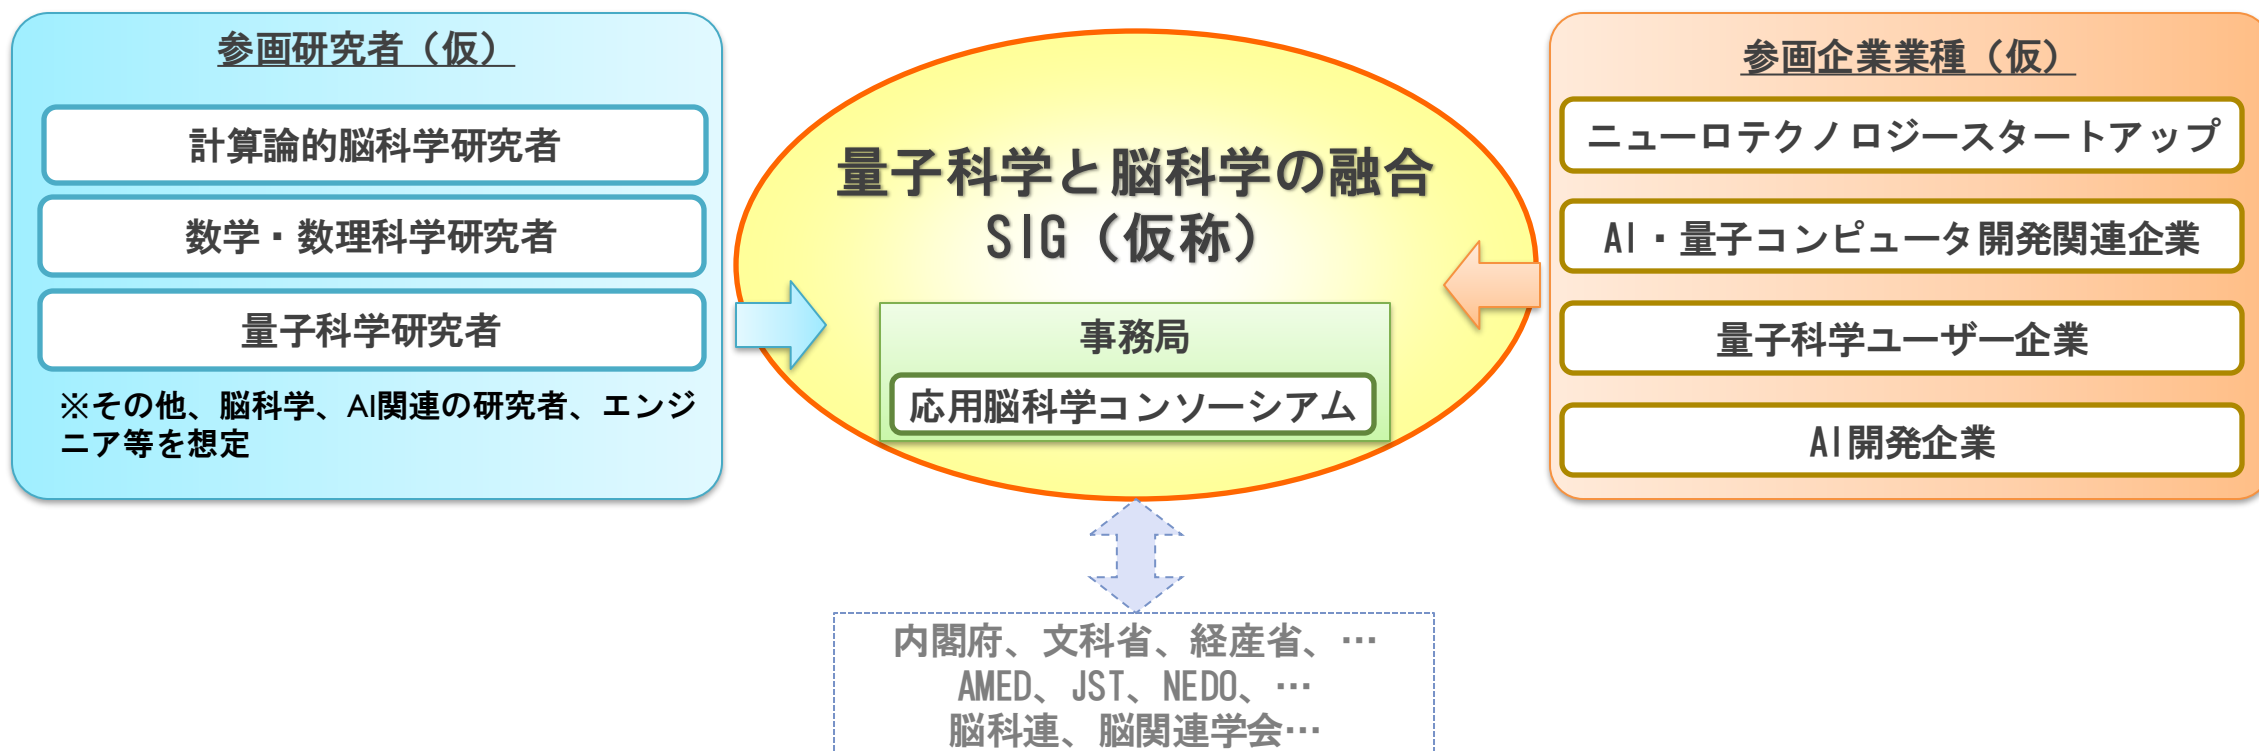 参画研究者（仮）
計算論的脳科学研究者
数学・数理科学研究者
量子科学研究者
※その他、脳科学、AI関連の研究者、エンジ
ニア等を想定
量子科学と脳科学の融合
SIG（仮称）
事務局
応用脳科学コンソーシアム
参画企業業種（仮）
ニューロテクノロジースタートアップ
AI・量子コンピュータ開発関連企業
量子科学ユーザー企業
AI開発企業
内閣府、文科省、経産省、…
AMED、JST、NEDO、…
脳科連、脳関連学会…